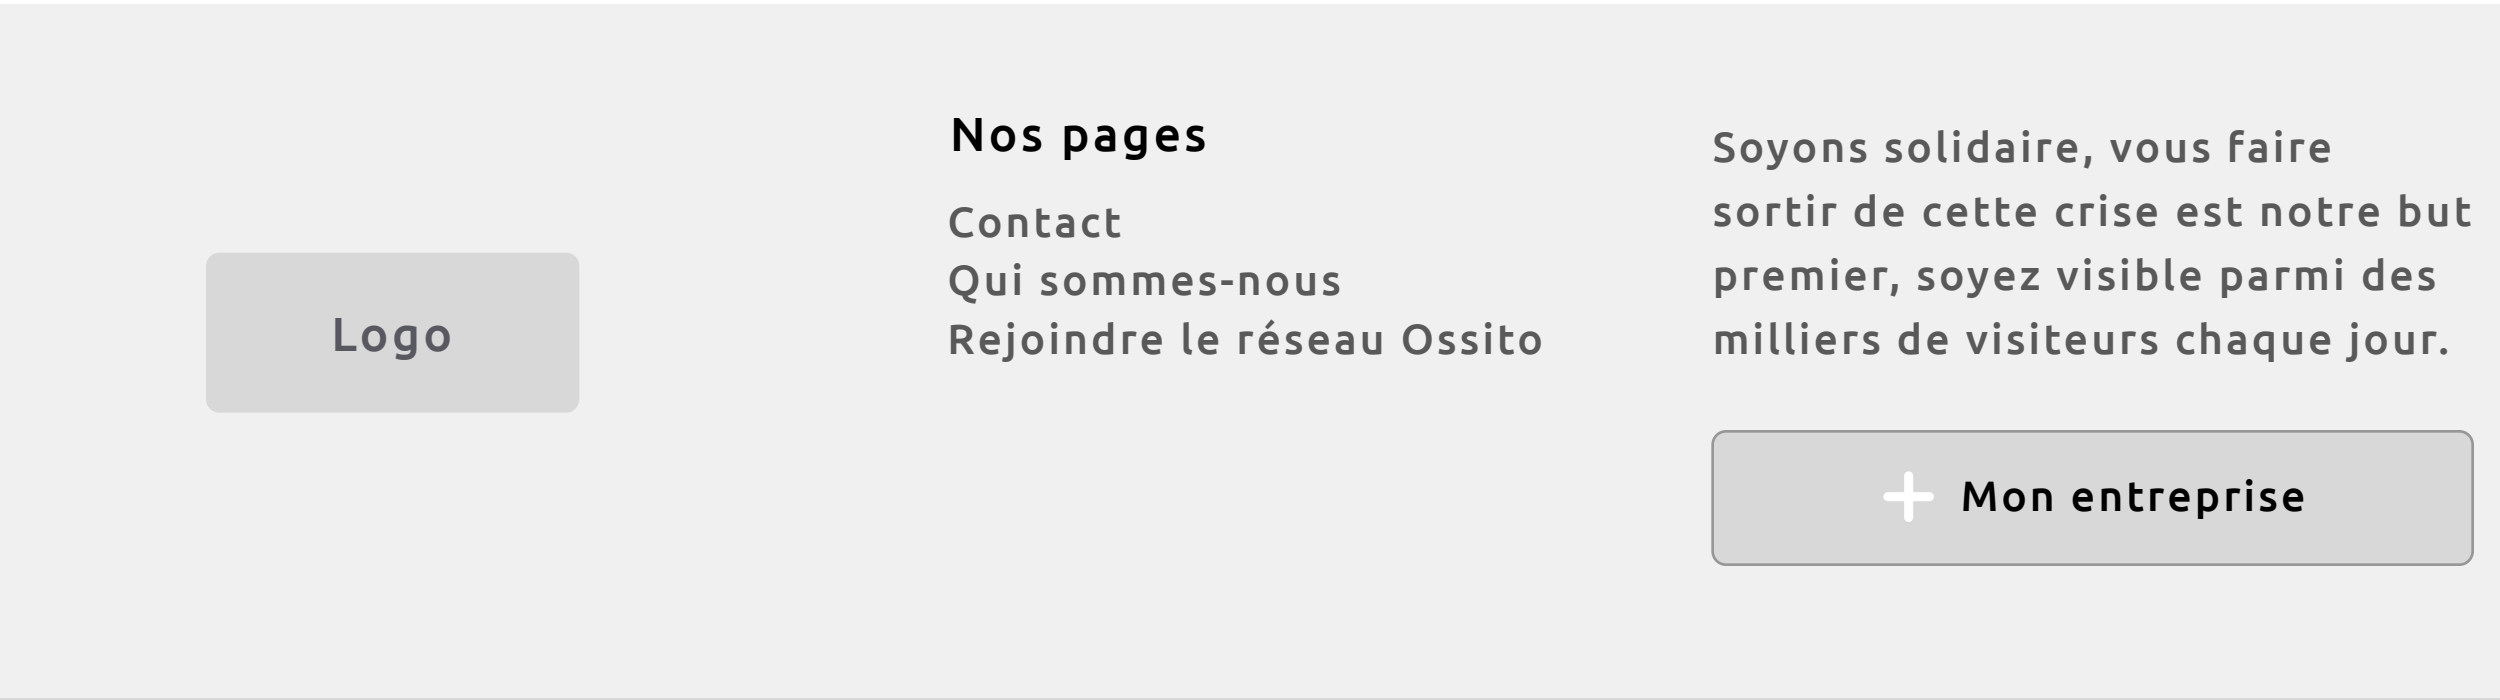 Logo
Nos pages
Contact
Qui sommes-nous
Rejoindre le réseau Ossito
Soyons solidaire, vous faire
sortir de cette crise est notre but
premier, soyez visible parmi des
milliers de visiteurs chaque jour.
Mon entreprise